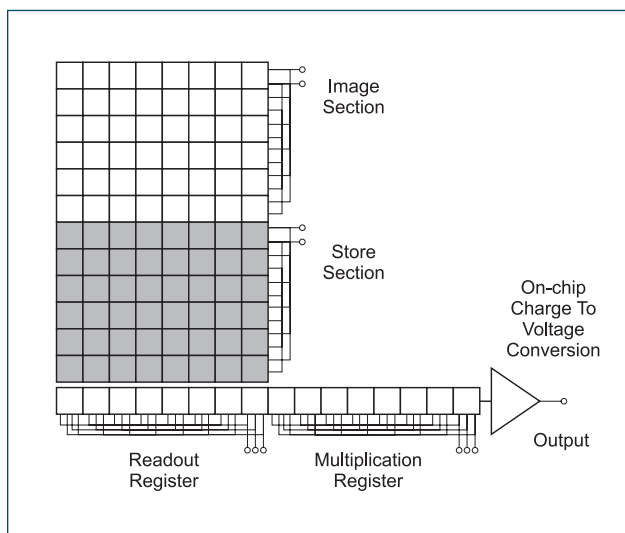 Image
Section
Store
Section
On-chip
Charge To
Voltage
Conversion
Output
Readout
Register
Multiplication
Register